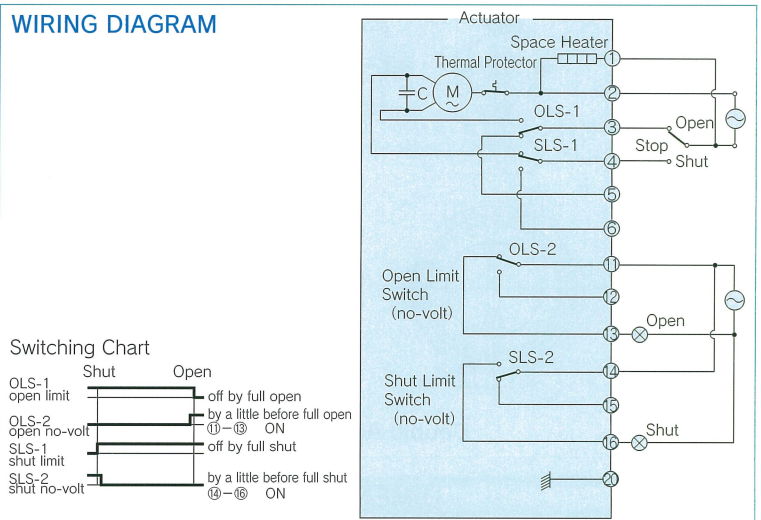 WIRING DIAGRAM
Actuator
Space Heater
①
Thermal Protector
C
M
②
OLS-1
③
Open
SLS-1
Stop
④
Shut
⑤
⑥
OLS-2
⑪
Open Limit
Switch
(no-volt)
⑫
⑬
Open
SLS-2
⑭
Shut Limit
Switch
(no-volt)
⑮
⑯
Shut
⑳
Switching Chart
Shut Open
OLS-1
open limit
off by full open
OLS-2
open no-volt
by a little before full open
⑪-⑬ ON
SLS-1
shut limit
off by full shut
SLS-2
shut no-volt
by a little before full shut
⑭-⑯ ON